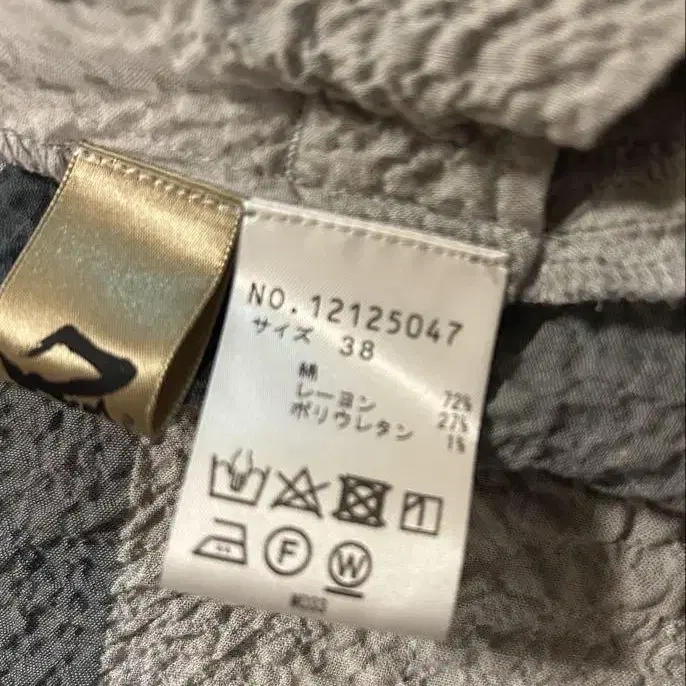 NO.12125047
サイズ 38
綿 72%
レーヨン 27%
ポリウレタン 1%
F
W